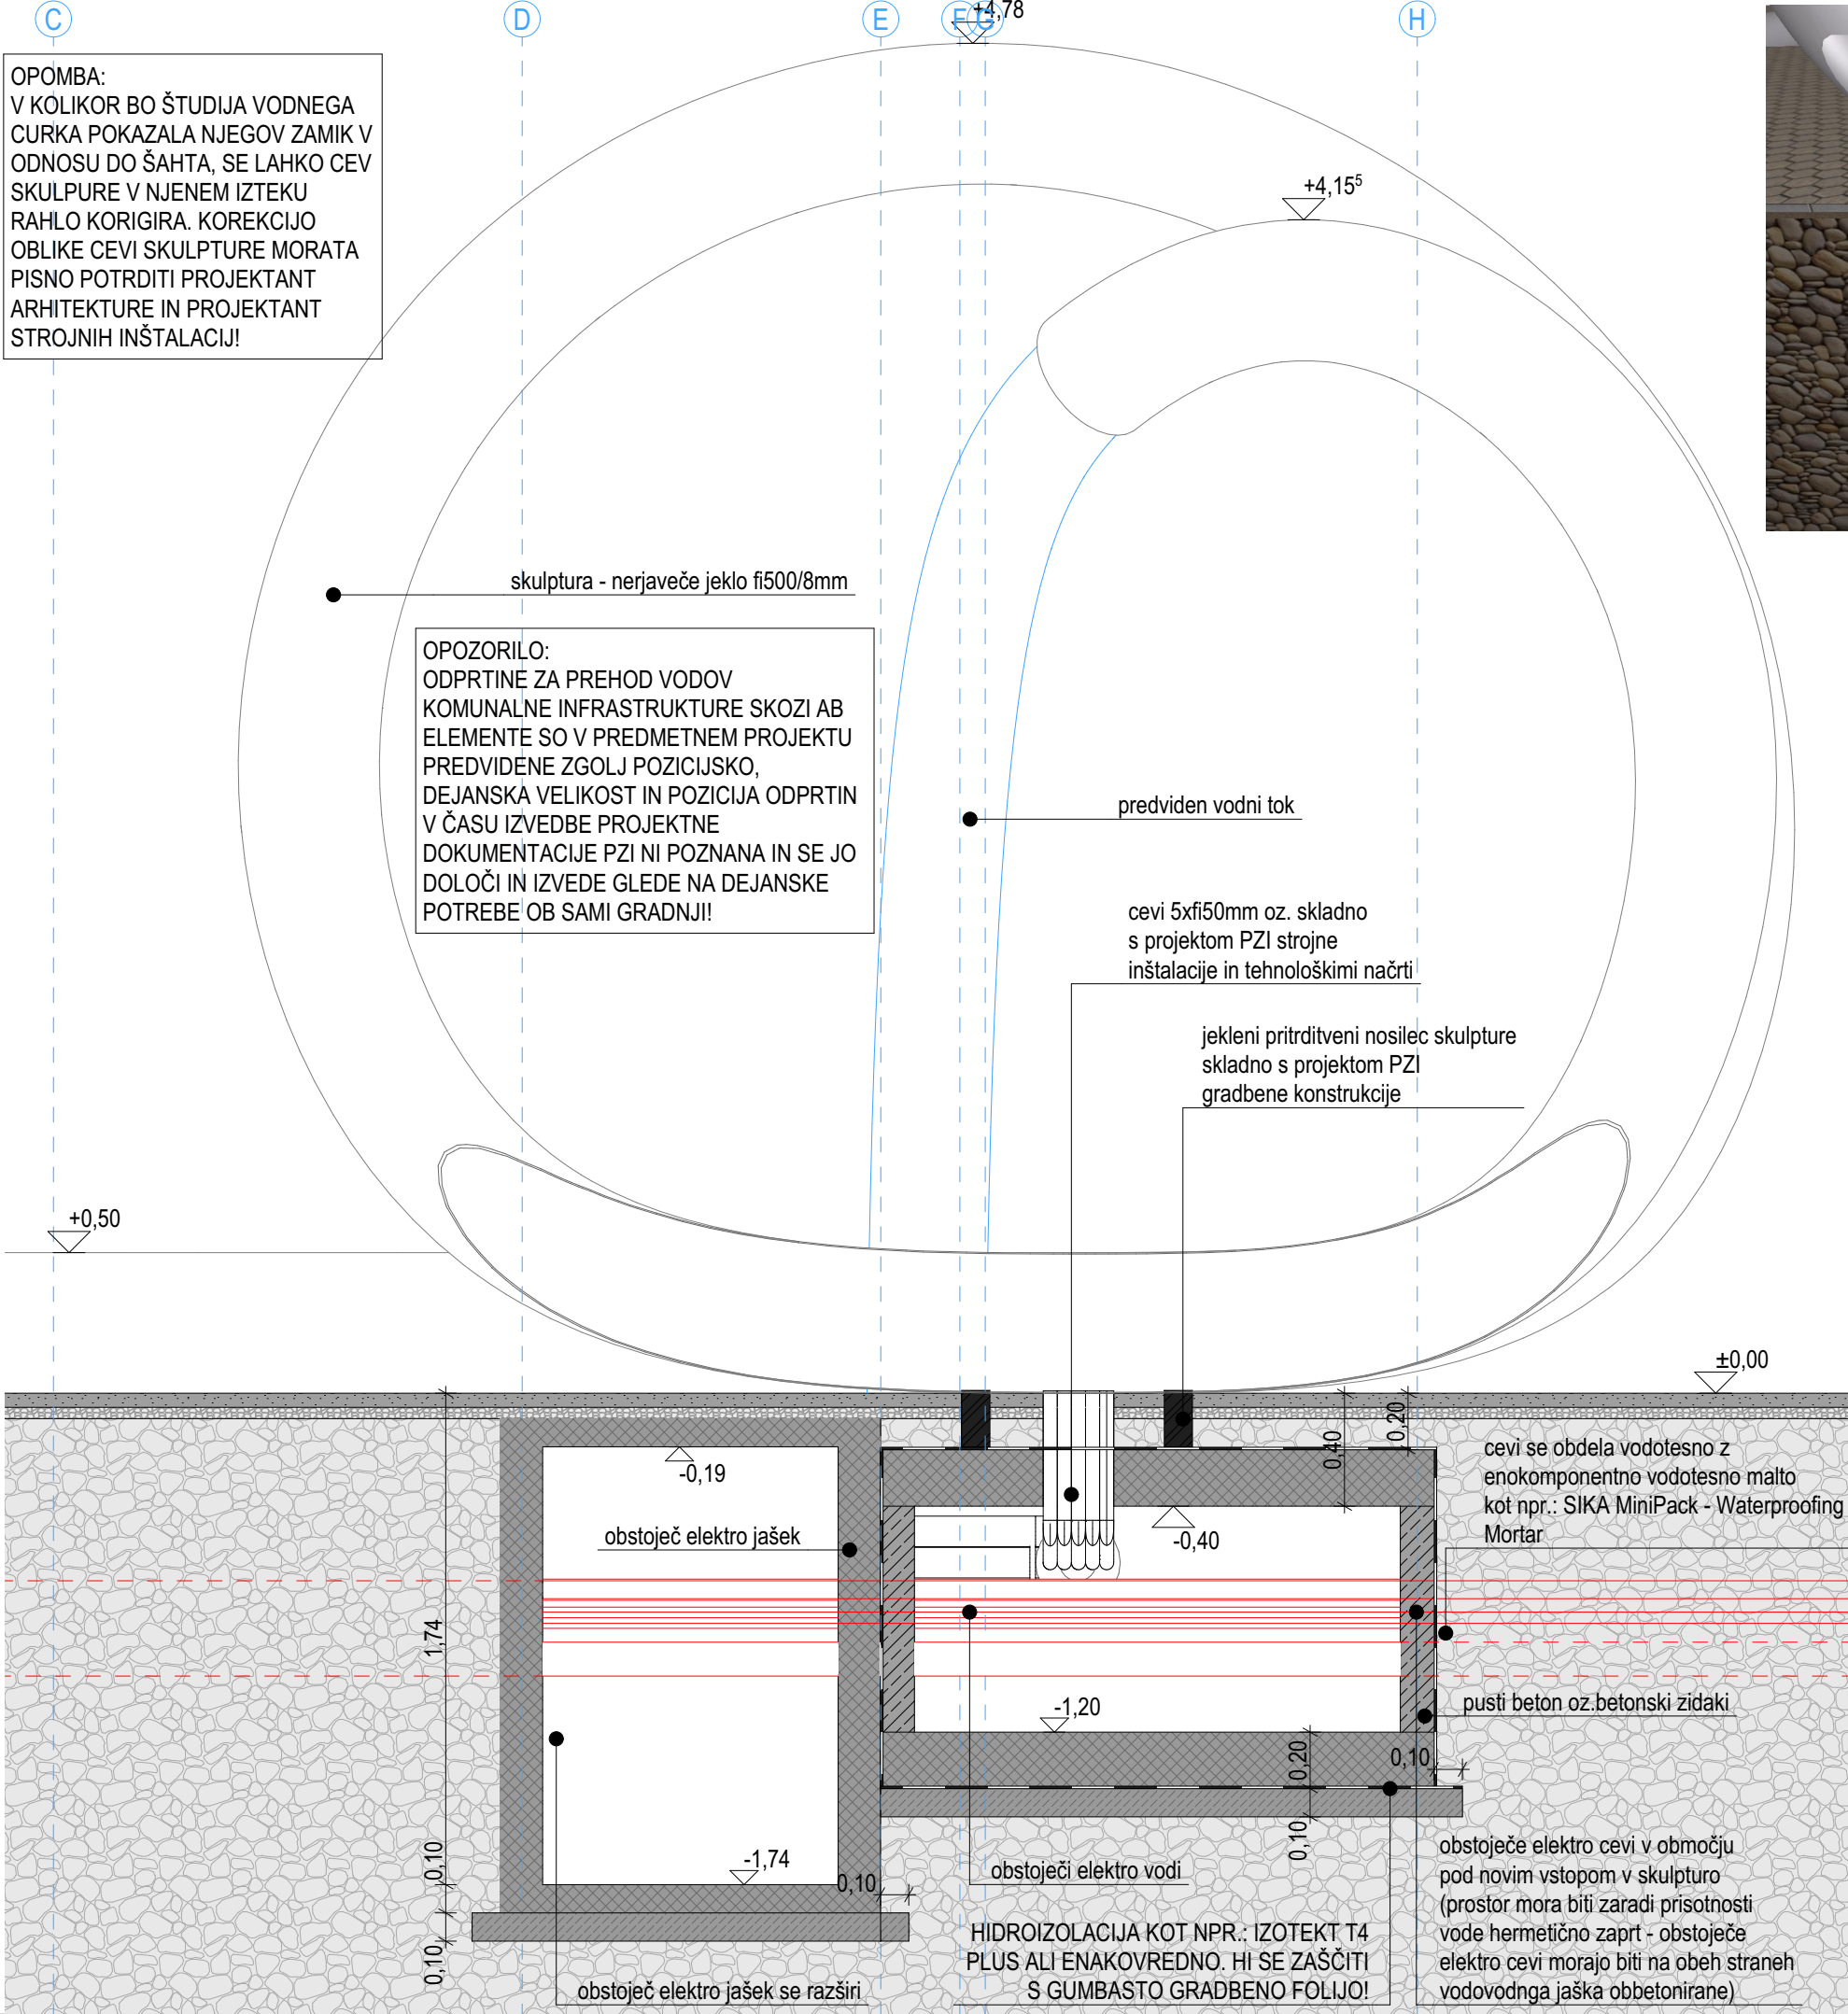 C
D
E
F
G
H
+4,78
OPOMBA:
V KOLIKOR BO ŠTUDIJA VODNEGA
CURKA POKAZALA NJEGOV ZAMIK V
ODNOSU DO ŠAHTA, SE LAHKO CEV
SKULPURE V NJENEM IZTEKU
RAHLO KORIGIRA. KOREKCIJO
OBLIKE CEVI SKULPTURE MORATA
PISNO POTRDITI PROJEKTANT
ARHITEKTURE IN PROJEKTANT
STROJNIH INŠTALACIJ!
+4,15⁵
skulptura - nerjaveče jeklo fi500/8mm
OPOZORILO:
ODPRTINE ZA PREHOD VODOV
KOMUNALNE INFRASTRUKTURE SKOZI AB
ELEMENTE SO V PREDMETNEM PROJEKTU
PREDVIDENE ZGOLJ POZICIJSKO,
DEJANSKA VELIKOST IN POZICIJA ODPRTIN
V ČASU IZVEDBE PROJEKTNE
DOKUMENTACIJE PZI NI POZNANA IN SE JO
DOLOČI IN IZVEDE GLEDE NA DEJANSKE
POTREBE OB SAMI GRADNJI!
predviden vodni tok
cevi 5xfi50mm oz. skladno
s projektom PZI strojne
inštalacije in tehnološkimi načrti
jekleni pritrditveni nosilec skulpture
skladno s projektom PZI
gradbene konstrukcije
+0,50
±0,00
0,20
0,40
-0,19
cevi se obdela vodotesno z
enokomponentno vodotesno malto
kot npr.: SIKA MiniPack - Waterproofing
Mortar
obstoječ elektro jašek
-0,40
1,74
-1,20
pusti beton oz.betonski zidaki
0,20
0,10
0,10
0,10
-1,74
0,10
obstoječi elektro vodi
obstoječe elektro cevi v območju
pod novim vstopom v skulpturo
(prostor mora biti zaradi prisotnosti
vode hermetično zaprt - obstoječe
elektro cevi morajo biti na obeh straneh
vodovodnga jaška obbetonirane)
HIDROIZOLACIJA KOT NPR.: IZOTEKT T4
PLUS ALI ENAKOVREDNO. HI SE ZAŠČITI
S GUMBASTO GRADBENO FOLIJO!
0,10
obstoječ elektro jašek se razširi